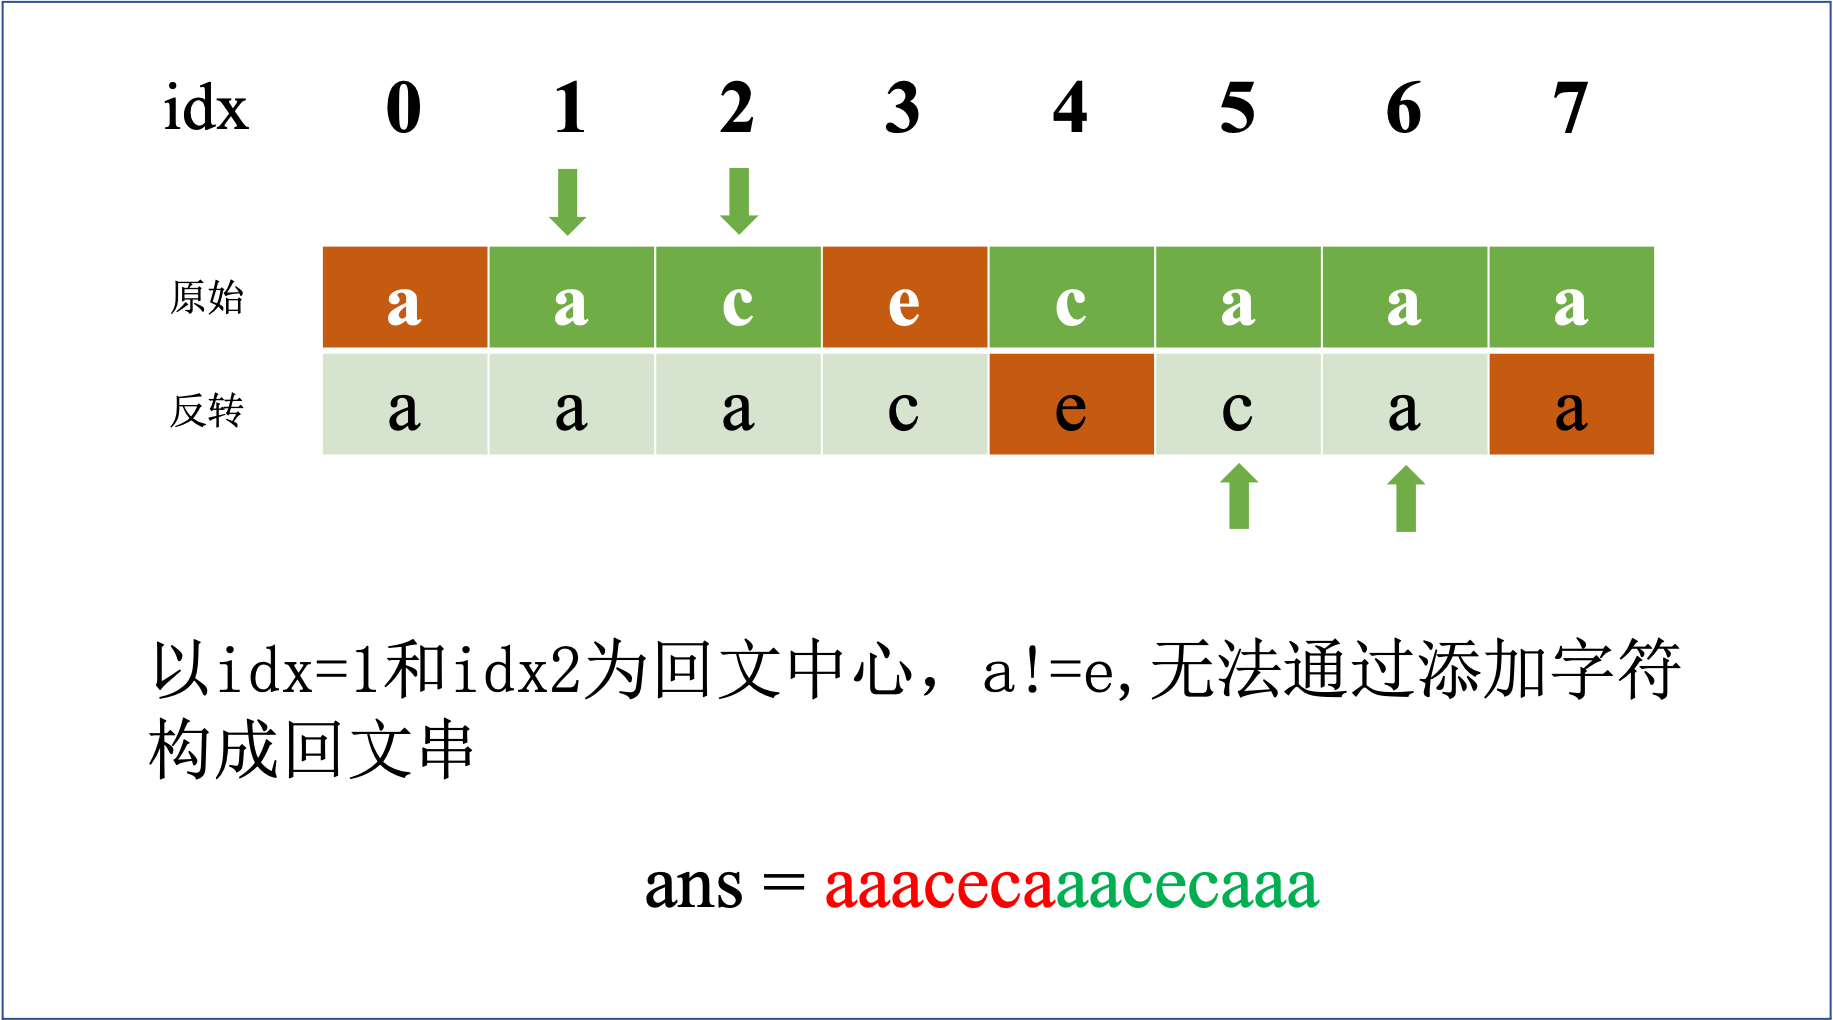 idx 0 1 2 3 4 5 6 7
原始 a a c e c a a a
反转 a a a c e c a a
以idx=1和idx2为回文中心，a!=e,无法通过添加字符
构成回文串
ans = aaacecaaacecaaa